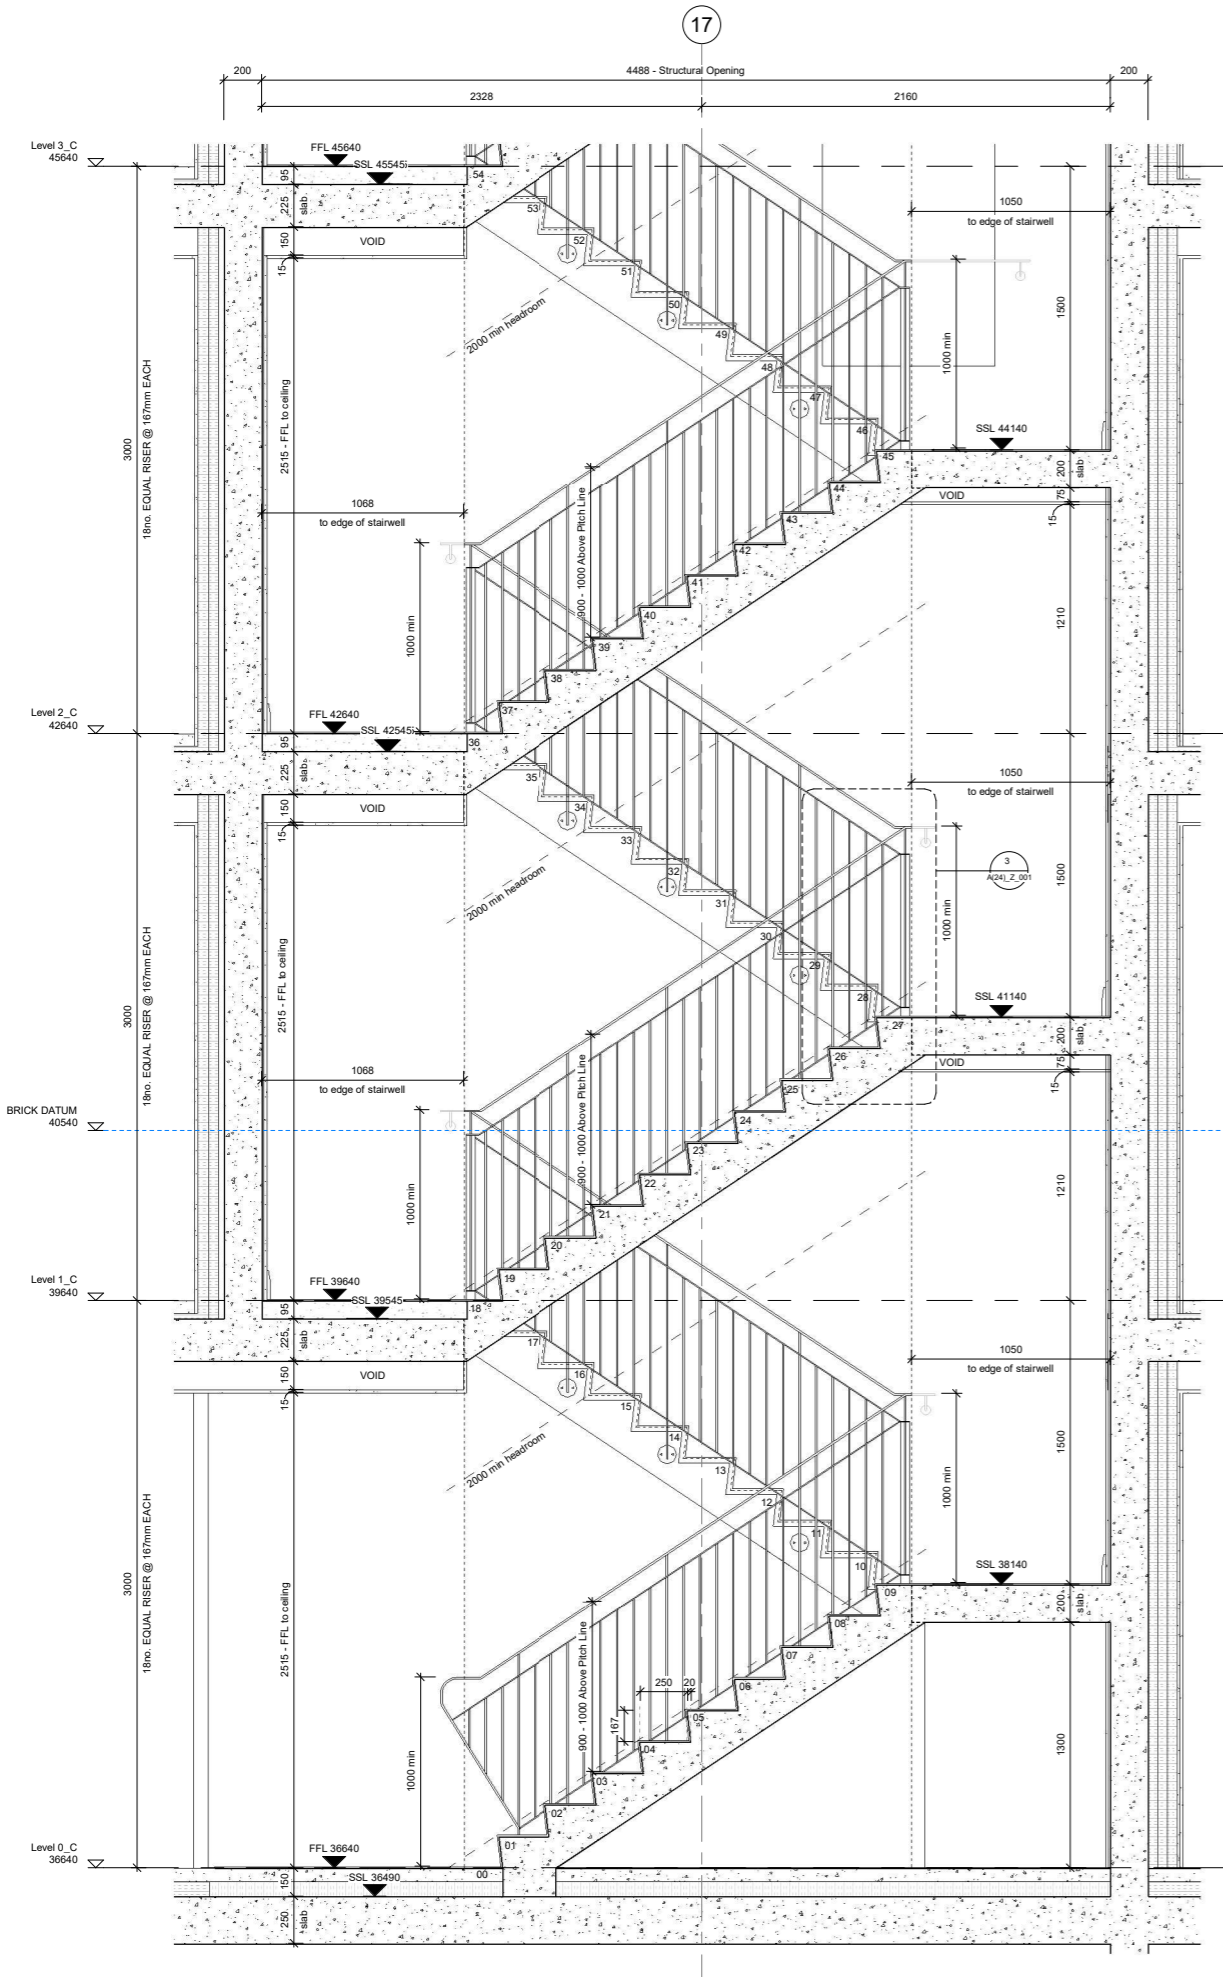 17
200
4488 - Structural Opening
200
2328
2160
Level 3_C
45640
FFL 45640
SSL 45545
95
225
slab
150
15
VOID
54
53
52
51
50
49
48
47
46
45
44
43
42
41
40
39
38
37
36
1050
to edge of stairwell
1500
1000 min
2000 min headroom
3000
18no. EQUAL RISER @ 167mm EACH
2515 - FFL to ceiling
SSL 44140
200
slab
75
VOID
15
1068
to edge of stairwell
900 - 1000 Above Pitch Line
1000 min
1210
Level 2_C
42640
FFL 42640
SSL 42545
95
225
slab
150
15
VOID
35
34
33
32
31
30
29
28
27
26
25
24
23
22
21
20
19
18
1050
to edge of stairwell
3
A(24)_Z_001
1500
1000 min
2000 min headroom
3000
18no. EQUAL RISER @ 167mm EACH
2515 - FFL to ceiling
SSL 41140
200
slab
75
VOID
15
1068
to edge of stairwell
900 - 1000 Above Pitch Line
BRICK DATUM
40540
1000 min
1210
Level 1_C
39640
FFL 39640
SSL 39545
95
225
slab
150
15
VOID
17
16
15
14
13
12
11
10
09
08
07
06
05
04
03
02
01
00
1050
to edge of stairwell
1500
1000 min
2000 min headroom
3000
18no. EQUAL RISER @ 167mm EACH
2515 - FFL to ceiling
SSL 38140
200
slab
900 - 1000 Above Pitch Line
250
20
167
1000 min
1300
Level 0_C
36640
FFL 36640
SSL 36490
150
250
slab